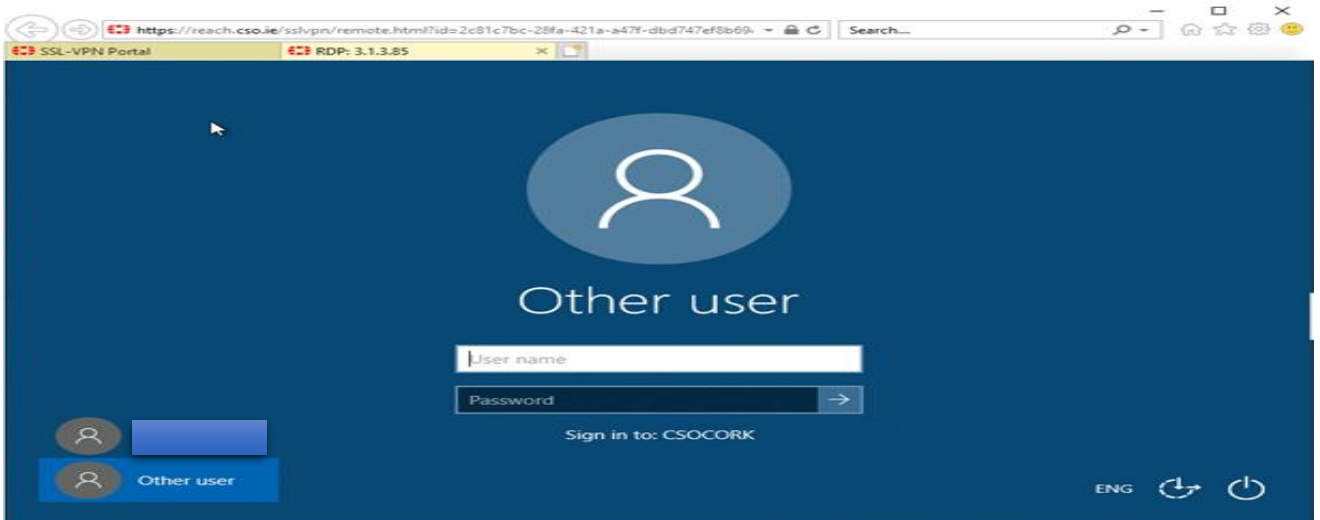 https://reach.cso.ie/sslvpn/remote.html?id=2c81c7bc-28fa-421a-a47f-dbd747ef8b69 Search...
SSL-VPN Portal RDP: 3.1.3.85
Other user
User name
Password
Sign in to: CSOCORK
Other user
ENG